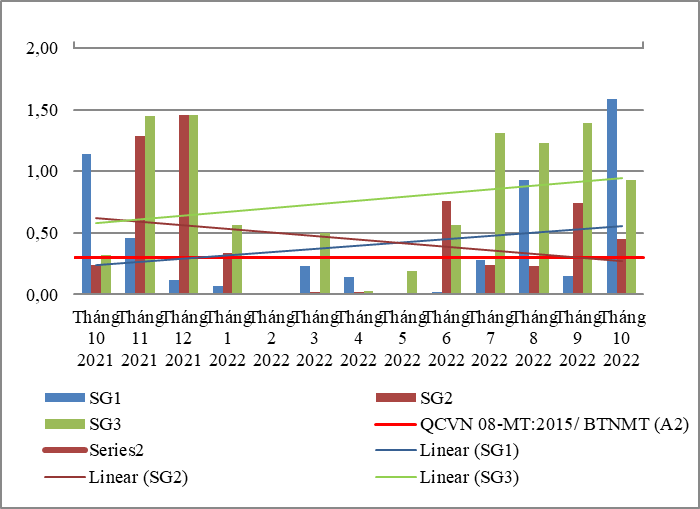 2,00
1,50
1,00
0,50
0,00
Tháng Tháng Tháng Tháng Tháng Tháng Tháng Tháng Tháng Tháng Tháng Tháng Tháng
10 11 12 1 2 3 4 5 6 7 8 9 10
2021 2021 2021 2022 2022 2022 2022 2022 2022 2022 2022 2022 2022
SG1 SG2
SG3 QCVN 08-MT:2015/ BTNMT (A2)
Series2 Linear (SG1)
Linear (SG2) Linear (SG3)